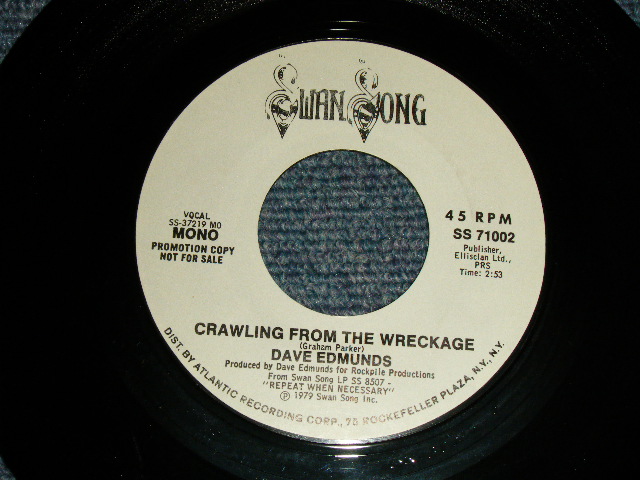 SWAN SONG
VOCAL
SS-37219 MO
MONO
PROMOTION COPY
NOT FOR SALE
45 RPM
SS 71002
Publisher,
Ellisclan Ltd.,
PRS
Time: 2:53
CRAWLING FROM THE WRECKAGE
(Graham Parker)
DAVE EDMUNDS
Produced by Dave Edmunds for Rockpile Productions
From Swan Song LP SS 8507 -
"REPEAT WHEN NECESSARY"
Ⓟ 1979 Swan Song Inc.
DIST. BY ATLANTIC RECORDING CORP., 75 ROCKEFELLER PLAZA, N.Y., N.Y.